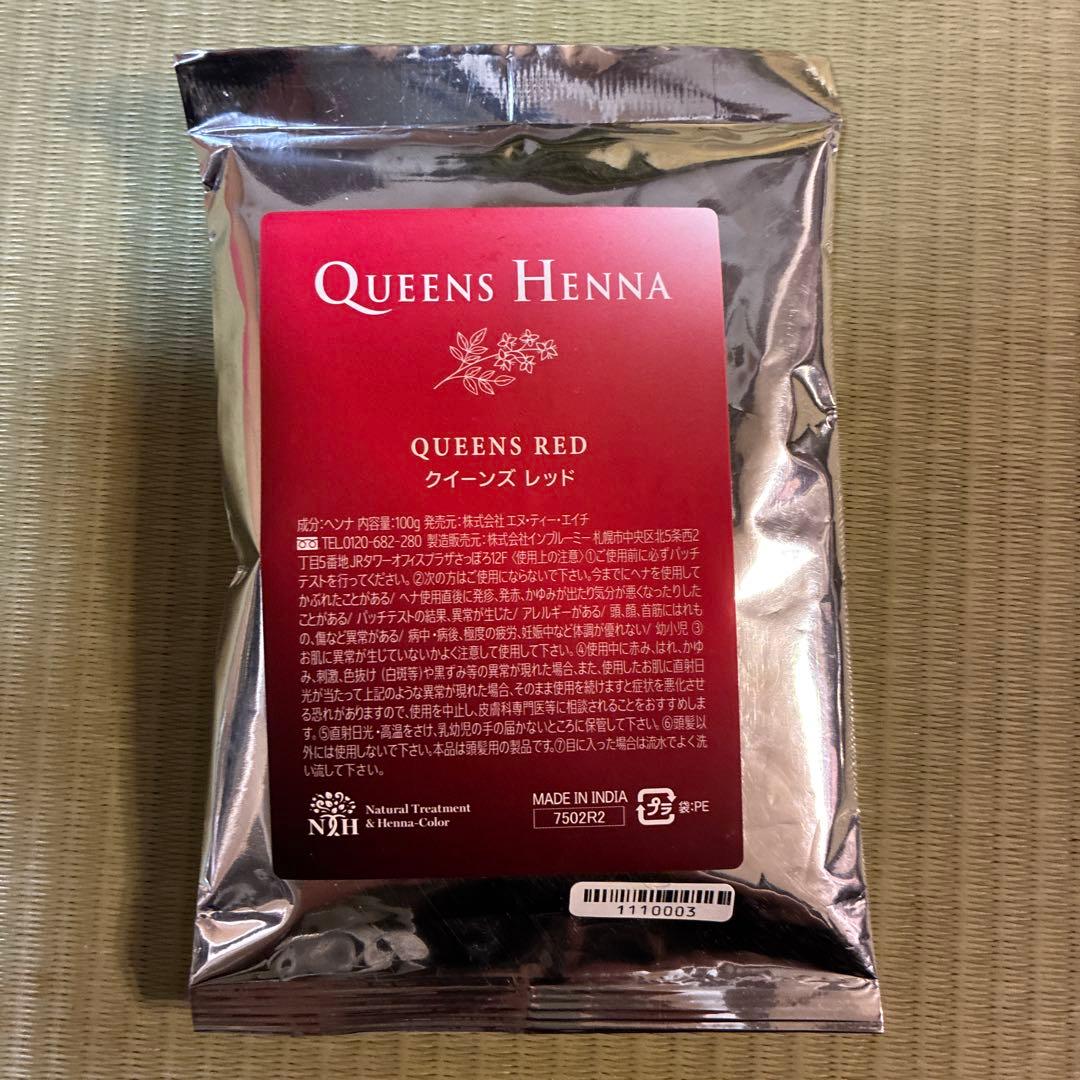 QUEENS HENNA
QUEENS RED
クイーンズ レッド
成分:ヘンナ 内容量:100g 発売元:株式会社 エヌ・ティー・エイチ
TEL.0120-682-280 製造販売元:株式会社インブルーミー 札幌市中央区北5条西2
丁目5番地JRタワーオフィスプラザさっぽろ12F〈使用上の注意〉①ご使用前に必ずパッチ
テストを行ってください。②次の方はご使用にならないで下さい。今までにヘナを使用して
かぶれたことがある/ ヘナ使用直後に発疹、発赤、かゆみが出たり気分が悪くなったりした
ことがある/ パッチテストの結果、異常が生じた/ アレルギーがある/ 頭、顔、首筋にはれも
の、傷など異常がある/ 病中・病後、極度の疲労、妊娠中など体調が優れない/ 幼小児 ③
お肌に異常が生じていないかよく注意して使用して下さい。④使用中に赤み、はれ、かゆ
み、刺激、色抜け (白斑等)や黒ずみ等の異常が現れた場合、また、使用したお肌に直射日
光が当たって上記のような異常が現れた場合、そのまま使用を続けますと症状を悪化させ
る恐れがありますので、使用を中止し、皮膚科専門医等に相談されることをおすすめしま
す。⑤直射日光・高温をさけ、乳幼児の手の届かないところに保管して下さい。⑥頭髪以
外には使用しないで下さい。本品は頭髪用の製品です。⑦目に入った場合は流水でよく洗
い流して下さい。
NTH
Natural Treatment
& Henna-Color
MADE IN INDIA
7502R2
プラ
袋:PE
1110003